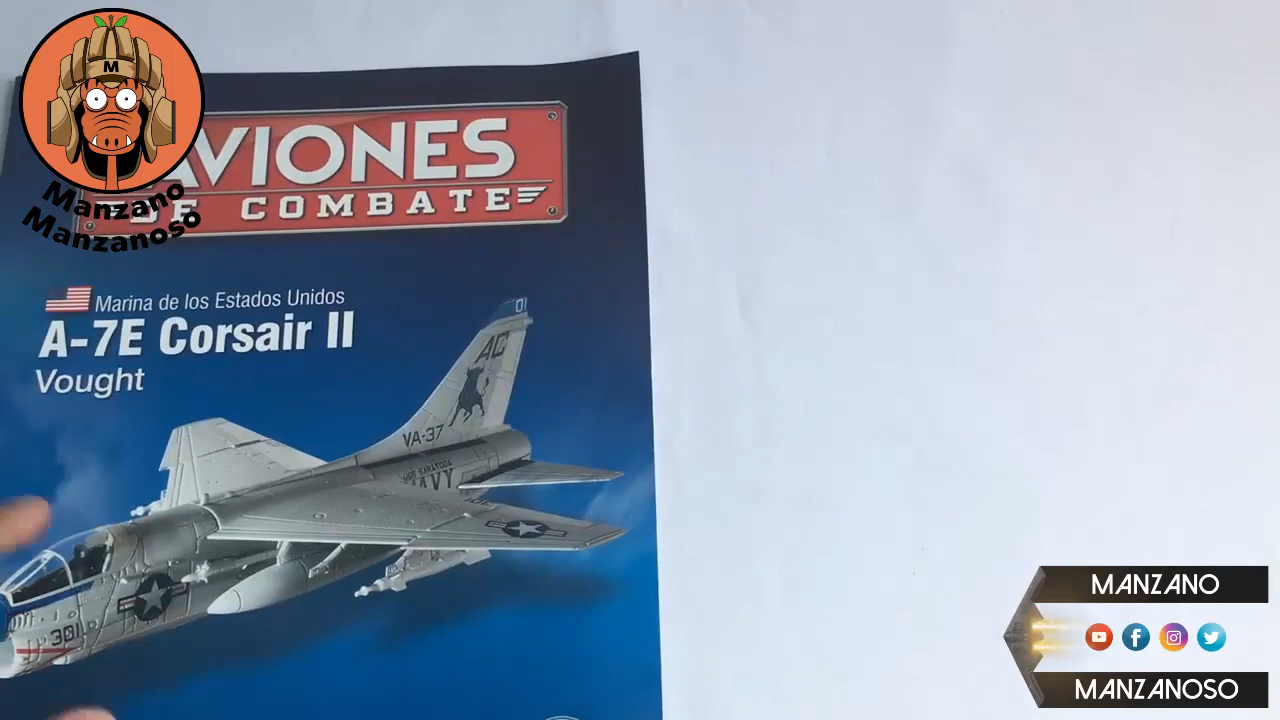 M
Manzano
Manzanoso
AVIONES
DE COMBATE
Marina de los Estados Unidos
A-7E Corsair II
Vought
01
AC
VA-37
USS SARATOGA
NAVY
301
MANZANO
MANZANOSO